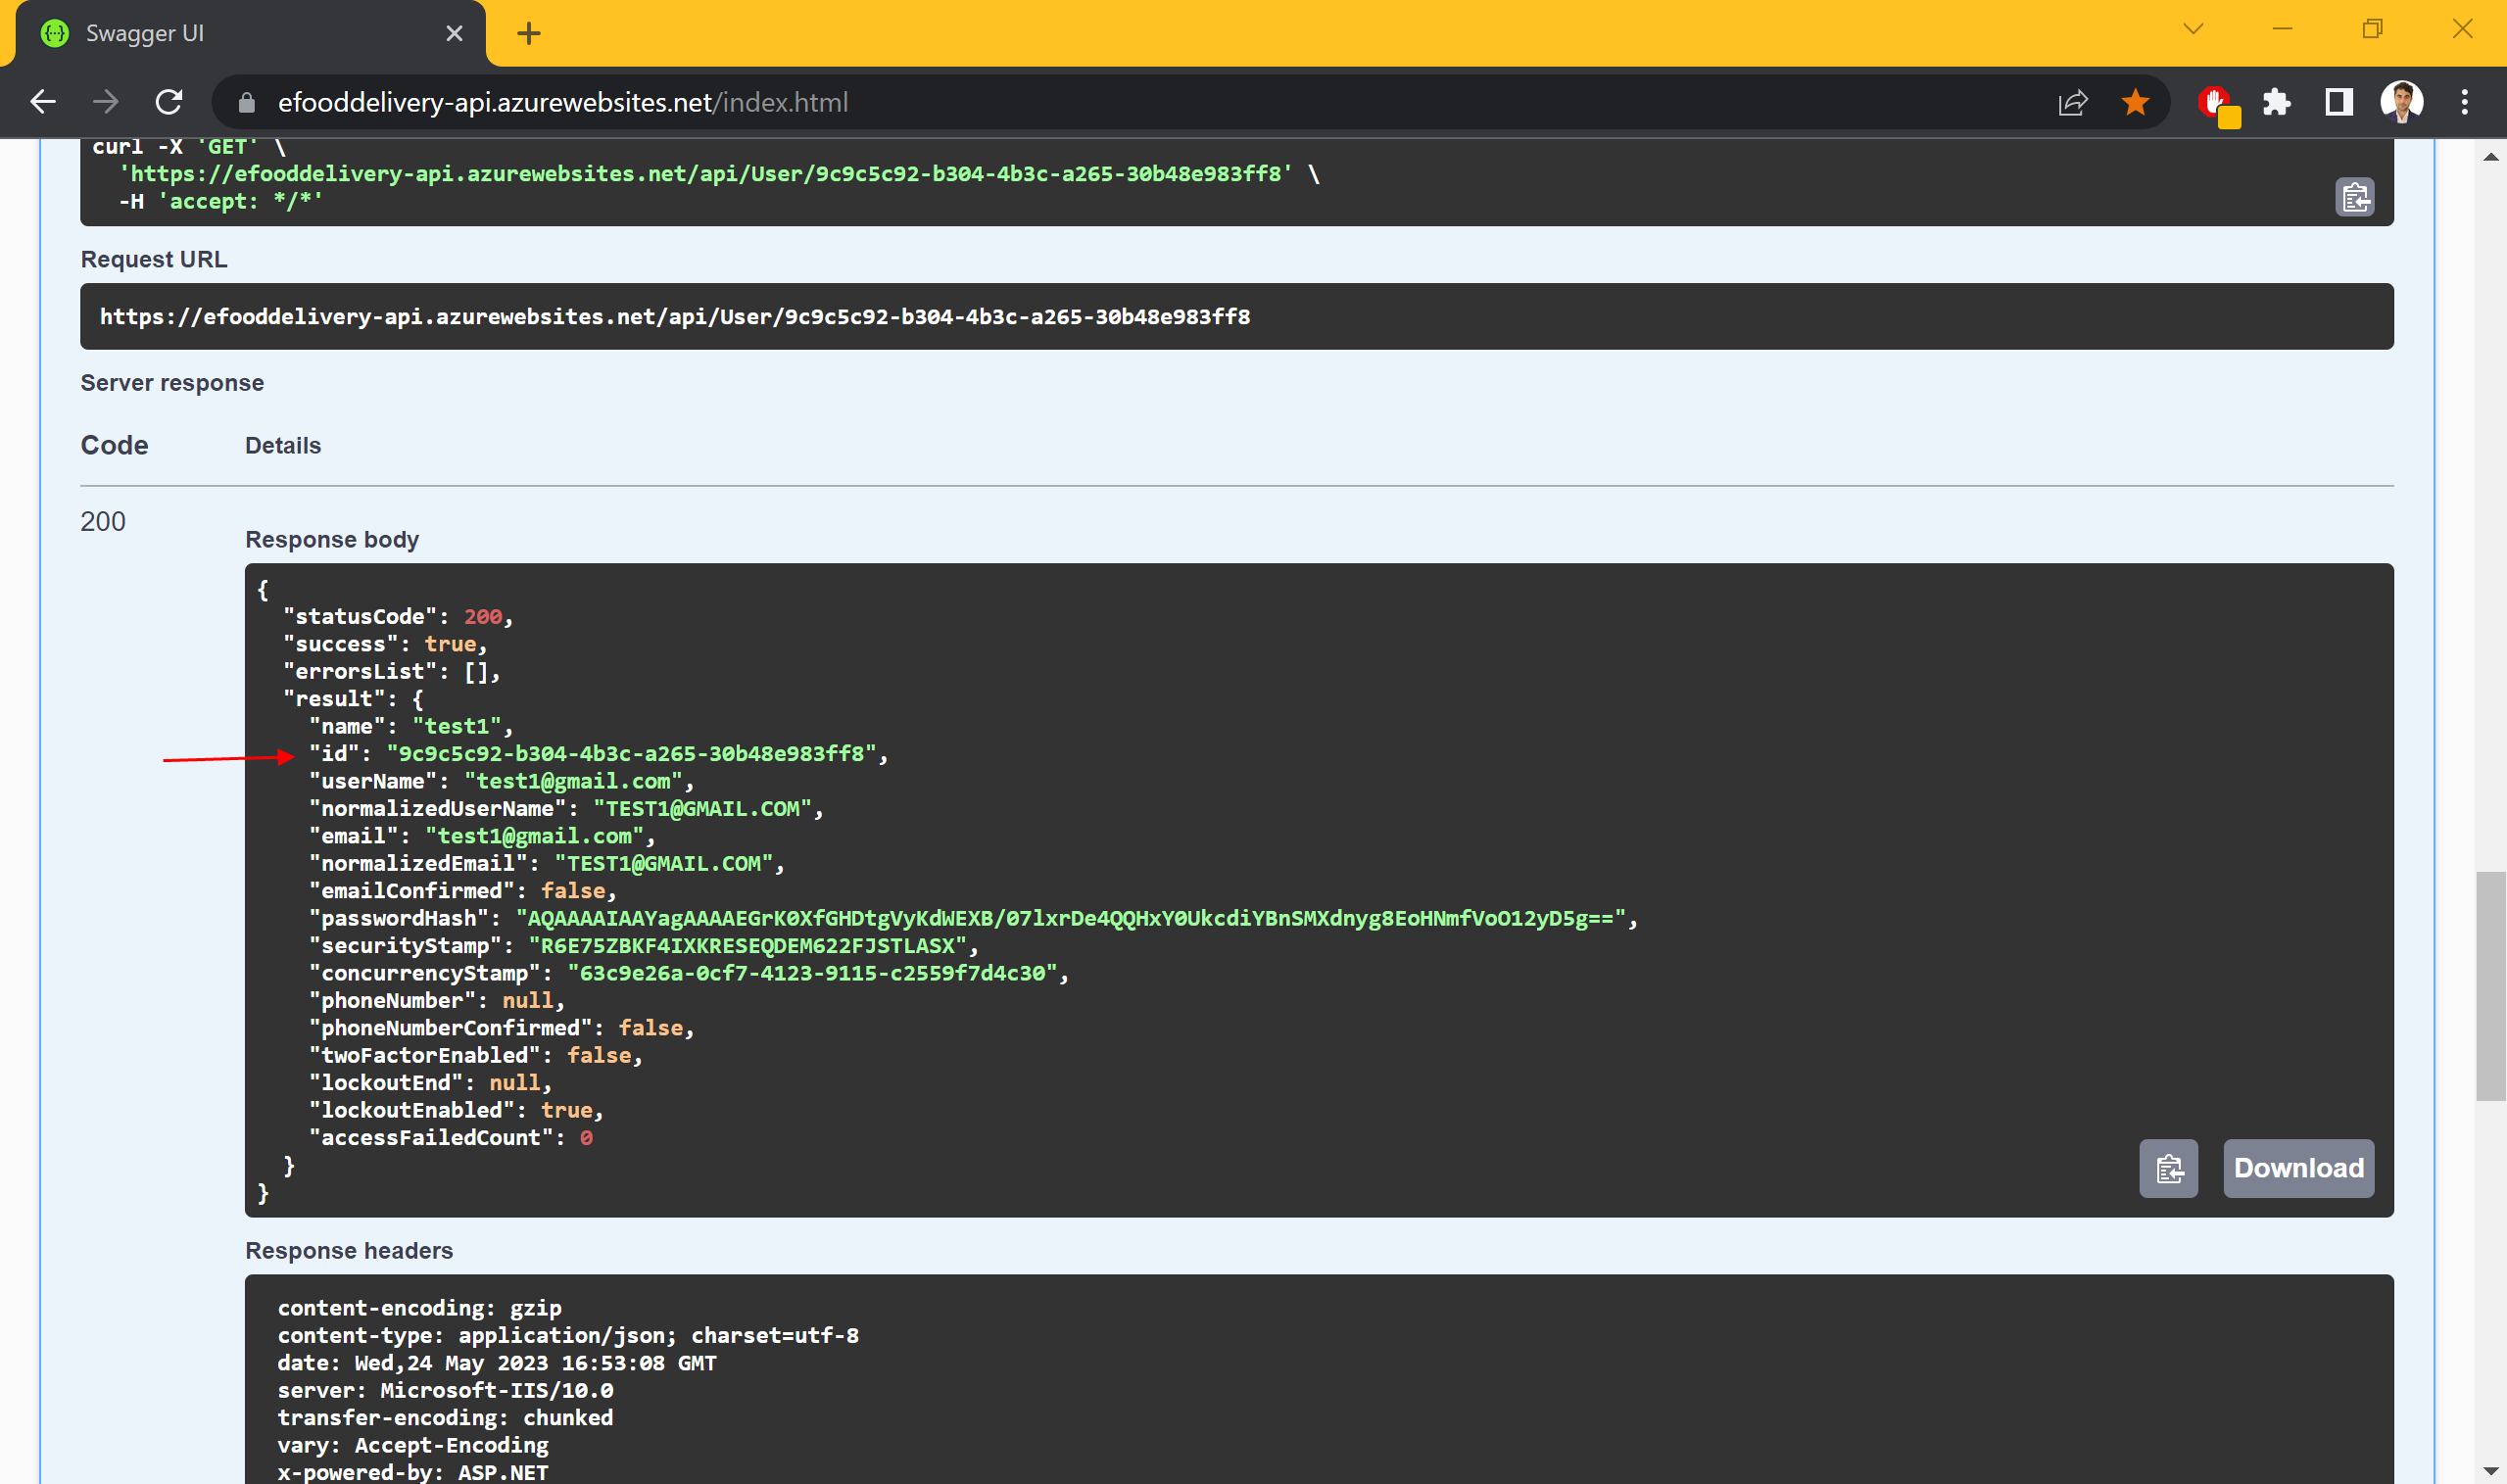 Swagger UI
efooddelivery-api.azurewebsites.net/index.html
curl -X 'GET' \
'https://efooddelivery-api.azurewebsites.net/api/User/9c9c5c92-b304-4b3c-a265-30b48e983ff8' \
-H 'accept: */*'
Request URL
https://efooddelivery-api.azurewebsites.net/api/User/9c9c5c92-b304-4b3c-a265-30b48e983ff8
Server response
Code Details
200
Response body
{
"statusCode": 200,
"success": true,
"errorsList": [],
"result": {
"name": "test1",
"id": "9c9c5c92-b304-4b3c-a265-30b48e983ff8",
"userName": "test1@gmail.com",
"normalizedUserName": "TEST1@GMAIL.COM",
"email": "test1@gmail.com",
"normalizedEmail": "TEST1@GMAIL.COM",
"emailConfirmed": false,
"passwordHash": "AQAAAAIAAYagAAAAEGrK0XfGHDtgVyKdWEXB/07lxrDe4QQHxY0UkcdiYBnSMXdnyg8EoHNmfVoO12yD5g==",
"securityStamp": "R6E75ZBKF4IXKRESEQDEM622FJSTLASX",
"concurrencyStamp": "63c9e26a-0cf7-4123-9115-c2559f7d4c30",
"phoneNumber": null,
"phoneNumberConfirmed": false,
"twoFactorEnabled": false,
"lockoutEnd": null,
"lockoutEnabled": true,
"accessFailedCount": 0
}
}
Download
Response headers
content-encoding: gzip
content-type: application/json; charset=utf-8
date: Wed,24 May 2023 16:53:08 GMT
server: Microsoft-IIS/10.0
transfer-encoding: chunked
vary: Accept-Encoding
x-powered-by: ASP.NET